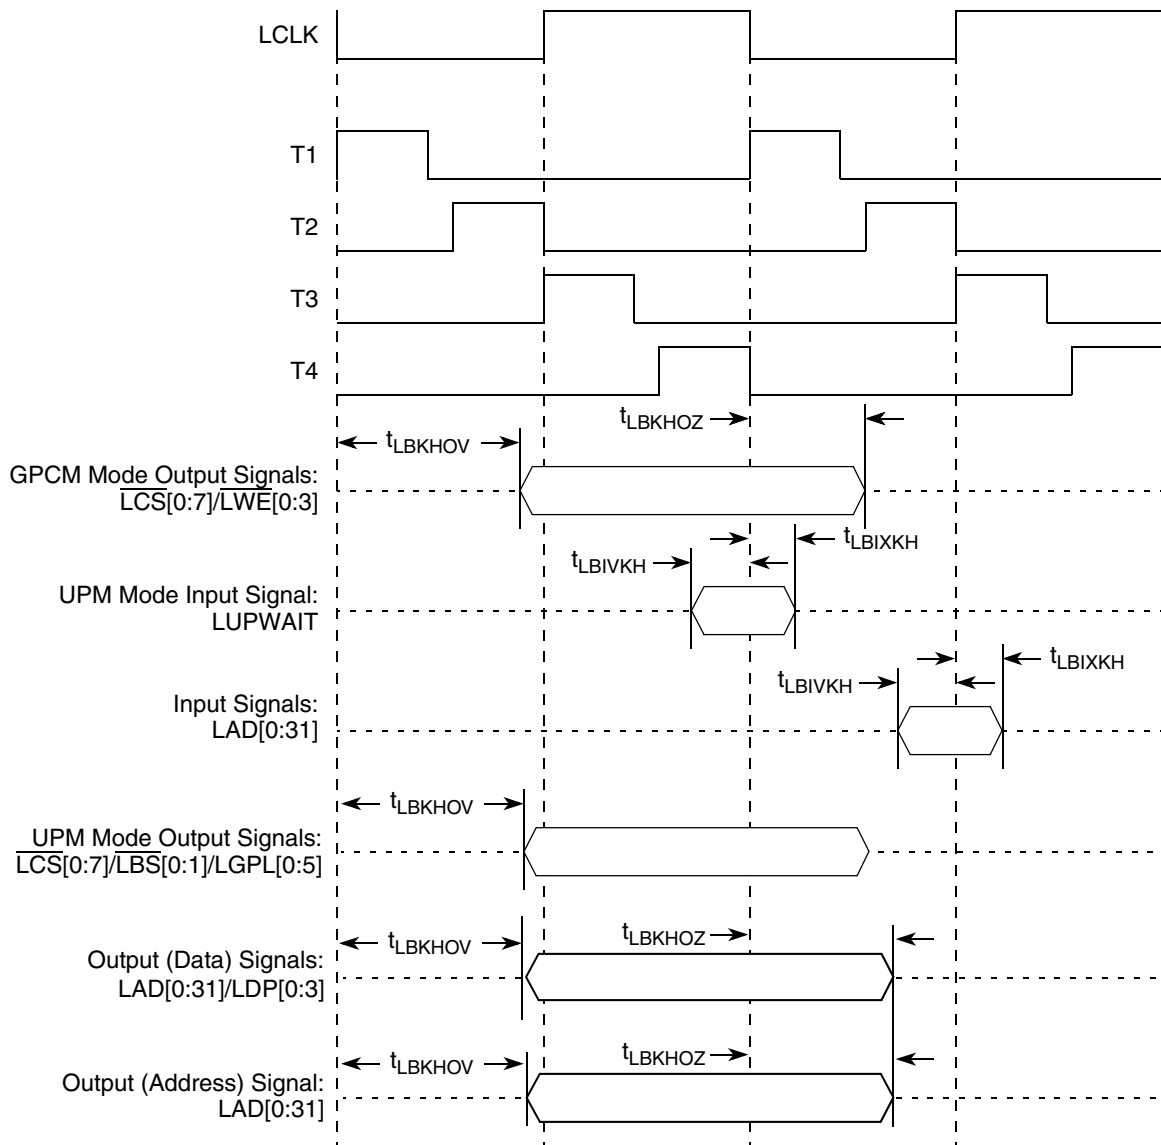 LCLK
T1
T2
T3
T4
tLBKHOZ
tLBKHOV
GPCM Mode Output Signals:
LCS[0:7]/LWE[0:3]
tLBIXKH
tLBIVKH
UPM Mode Input Signal:
LUPWAIT
tLBIXKH
tLBIVKH
Input Signals:
LAD[0:31]
tLBKHOV
UPM Mode Output Signals:
LCS[0:7]/LBS[0:1]/LGPL[0:5]
tLBKHOV
tLBKHOZ
Output (Data) Signals:
LAD[0:31]/LDP[0:3]
tLBKHOV
tLBKHOZ
Output (Address) Signal:
LAD[0:31]